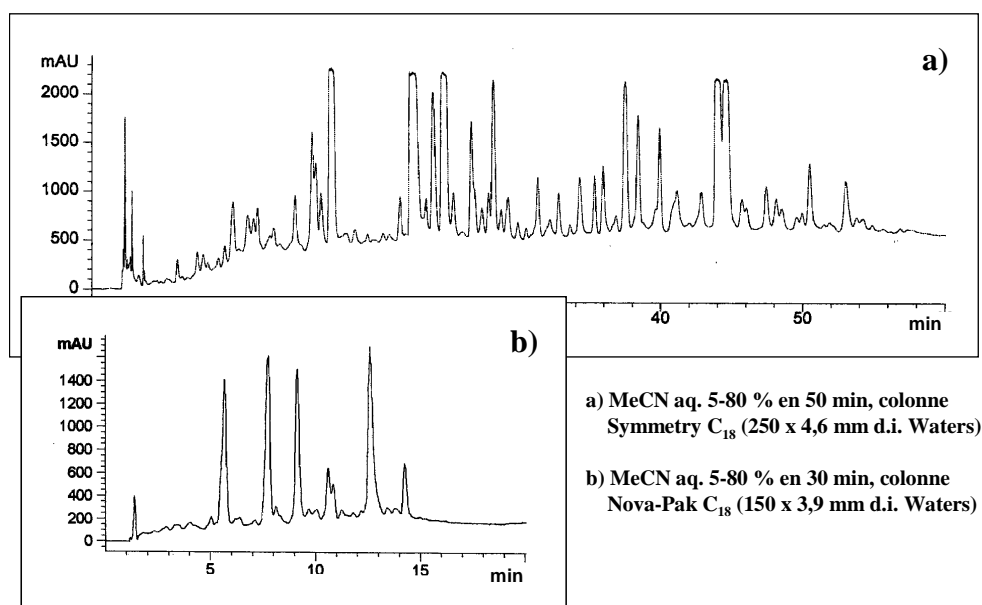 a)
mAU
2000
1500
1000
500
0
40
50
min
b)
mAU
1400
1200
1000
800
600
400
200
0
5
10
15
min
a) MeCN aq. 5-80 % en 50 min, colonne
Symmetry C18 (250 x 4,6 mm d.i. Waters)
b) MeCN aq. 5-80 % en 30 min, colonne
Nova-Pak C18 (150 x 3,9 mm d.i. Waters)